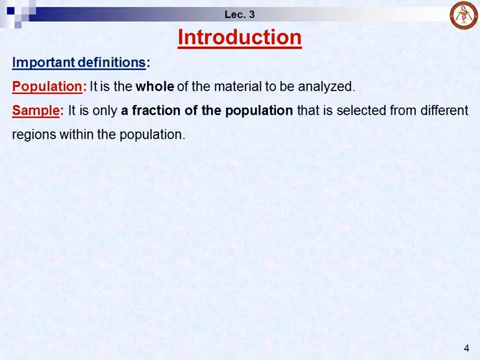 Lec. 3
Introduction
Important definitions:
Population: It is the whole of the material to be analyzed.
Sample: It is only a fraction of the population that is selected from different
regions within the population.
4